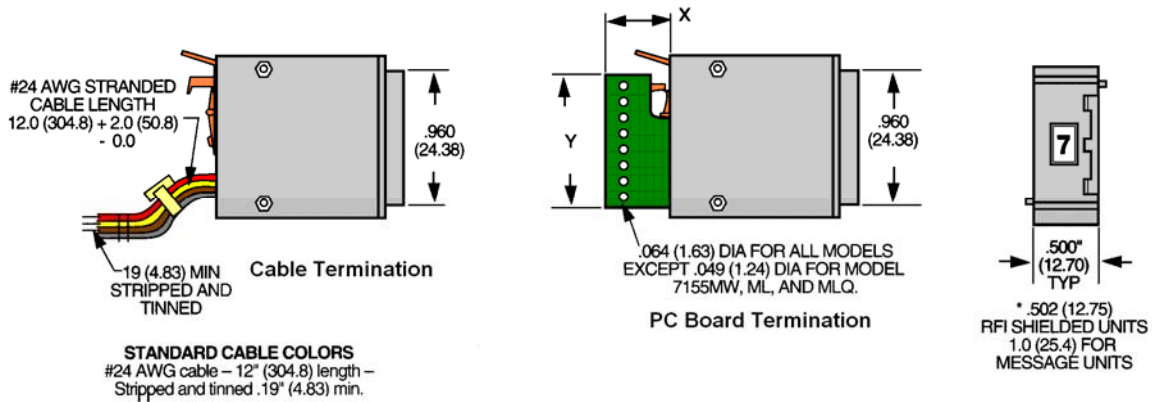 #24 AWG STRANDED
CABLE LENGTH
12.0 (304.8) + 2.0 (50.8)
- 0.0
.960
(24.38)
.19 (4.83) MIN
STRIPPED AND
TINNED
Cable Termination
STANDARD CABLE COLORS
#24 AWG cable – 12" (304.8) length –
Stripped and tinned .19" (4.83) min.
X
Y
.960
(24.38)
.064 (1.63) DIA FOR ALL MODELS
EXCEPT .049 (1.24) DIA FOR MODEL
7155MW, ML, AND MLQ.
PC Board Termination
7
.500"
(12.70)
TYP
* .502 (12.75)
RFI SHIELDED UNITS
1.0 (25.4) FOR
MESSAGE UNITS